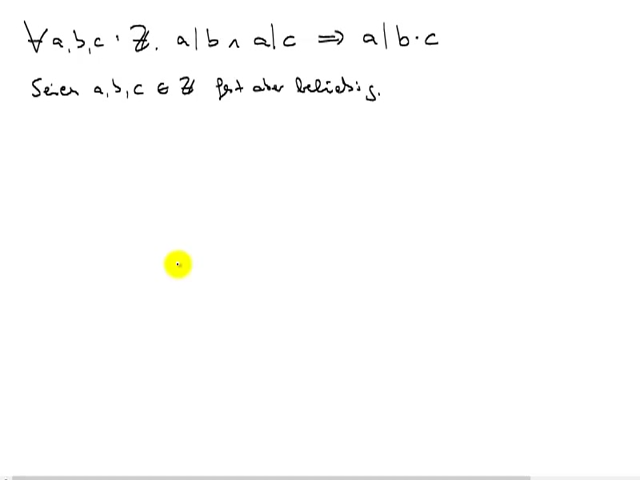 ∀a,b,c : ℤ. a|b ∧ a|c ⇒ a|b·c
Seien a,b,c ∈ ℤ fest aber beliebig.